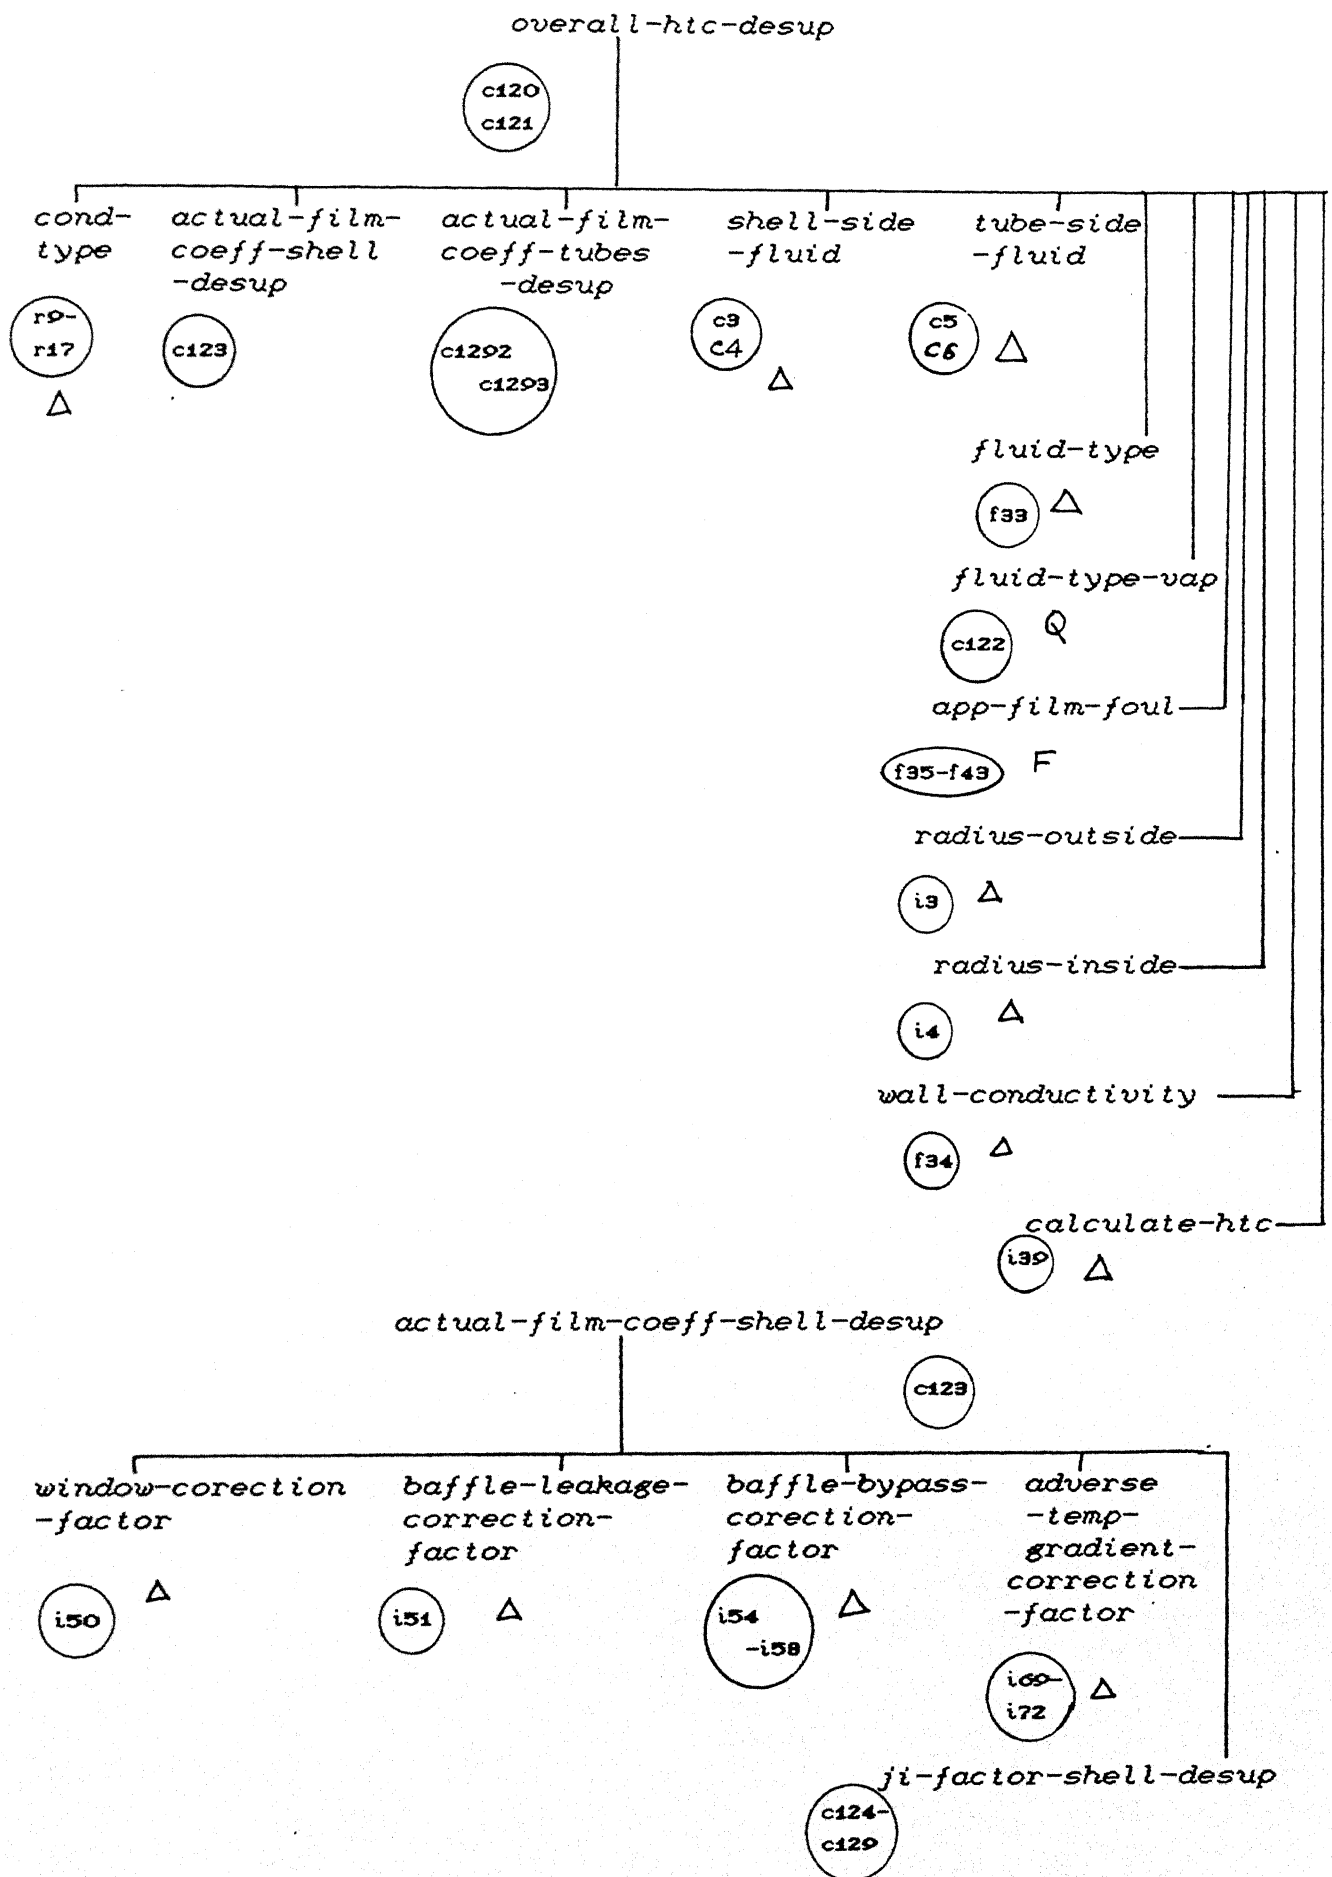 overall-htc-desup
c120
c121
cond-
type
r9-
r17
actual-film-
coeff-shell
-desup
c123
actual-film-
coeff-tubes
-desup
c1292
c1293
shell-side
-fluid
c3
C4
tube-side
-fluid
c5
C6
fluid-type
f33
fluid-type-vap
c122
Q
app-film-foul
f35-f43
F
radius-outside
i3
radius-inside
i4
wall-conductivity
f34
calculate-htc
i39
actual-film-coeff-shell-desup
c123
window-corection
-factor
i50
baffle-leakage-
correction-
factor
i51
baffle-bypass-
corection-
factor
i54
-i58
adverse
-temp-
gradient-
correction
-factor
i69-
i72
ji-factor-shell-desup
c124-
c129